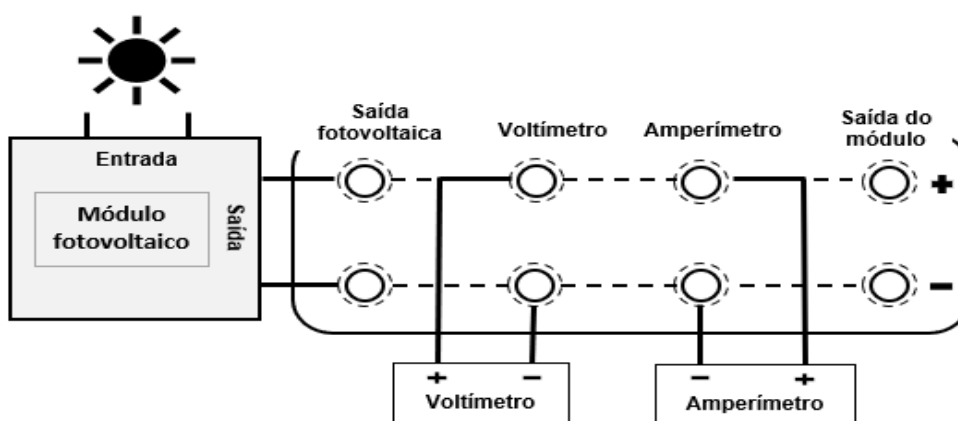 Saída
fotovoltaica
Voltímetro
Amperímetro
Saída do
módulo
Entrada
Módulo
fotovoltaico
Saída
+
-
+ -
Voltímetro
- +
Amperímetro